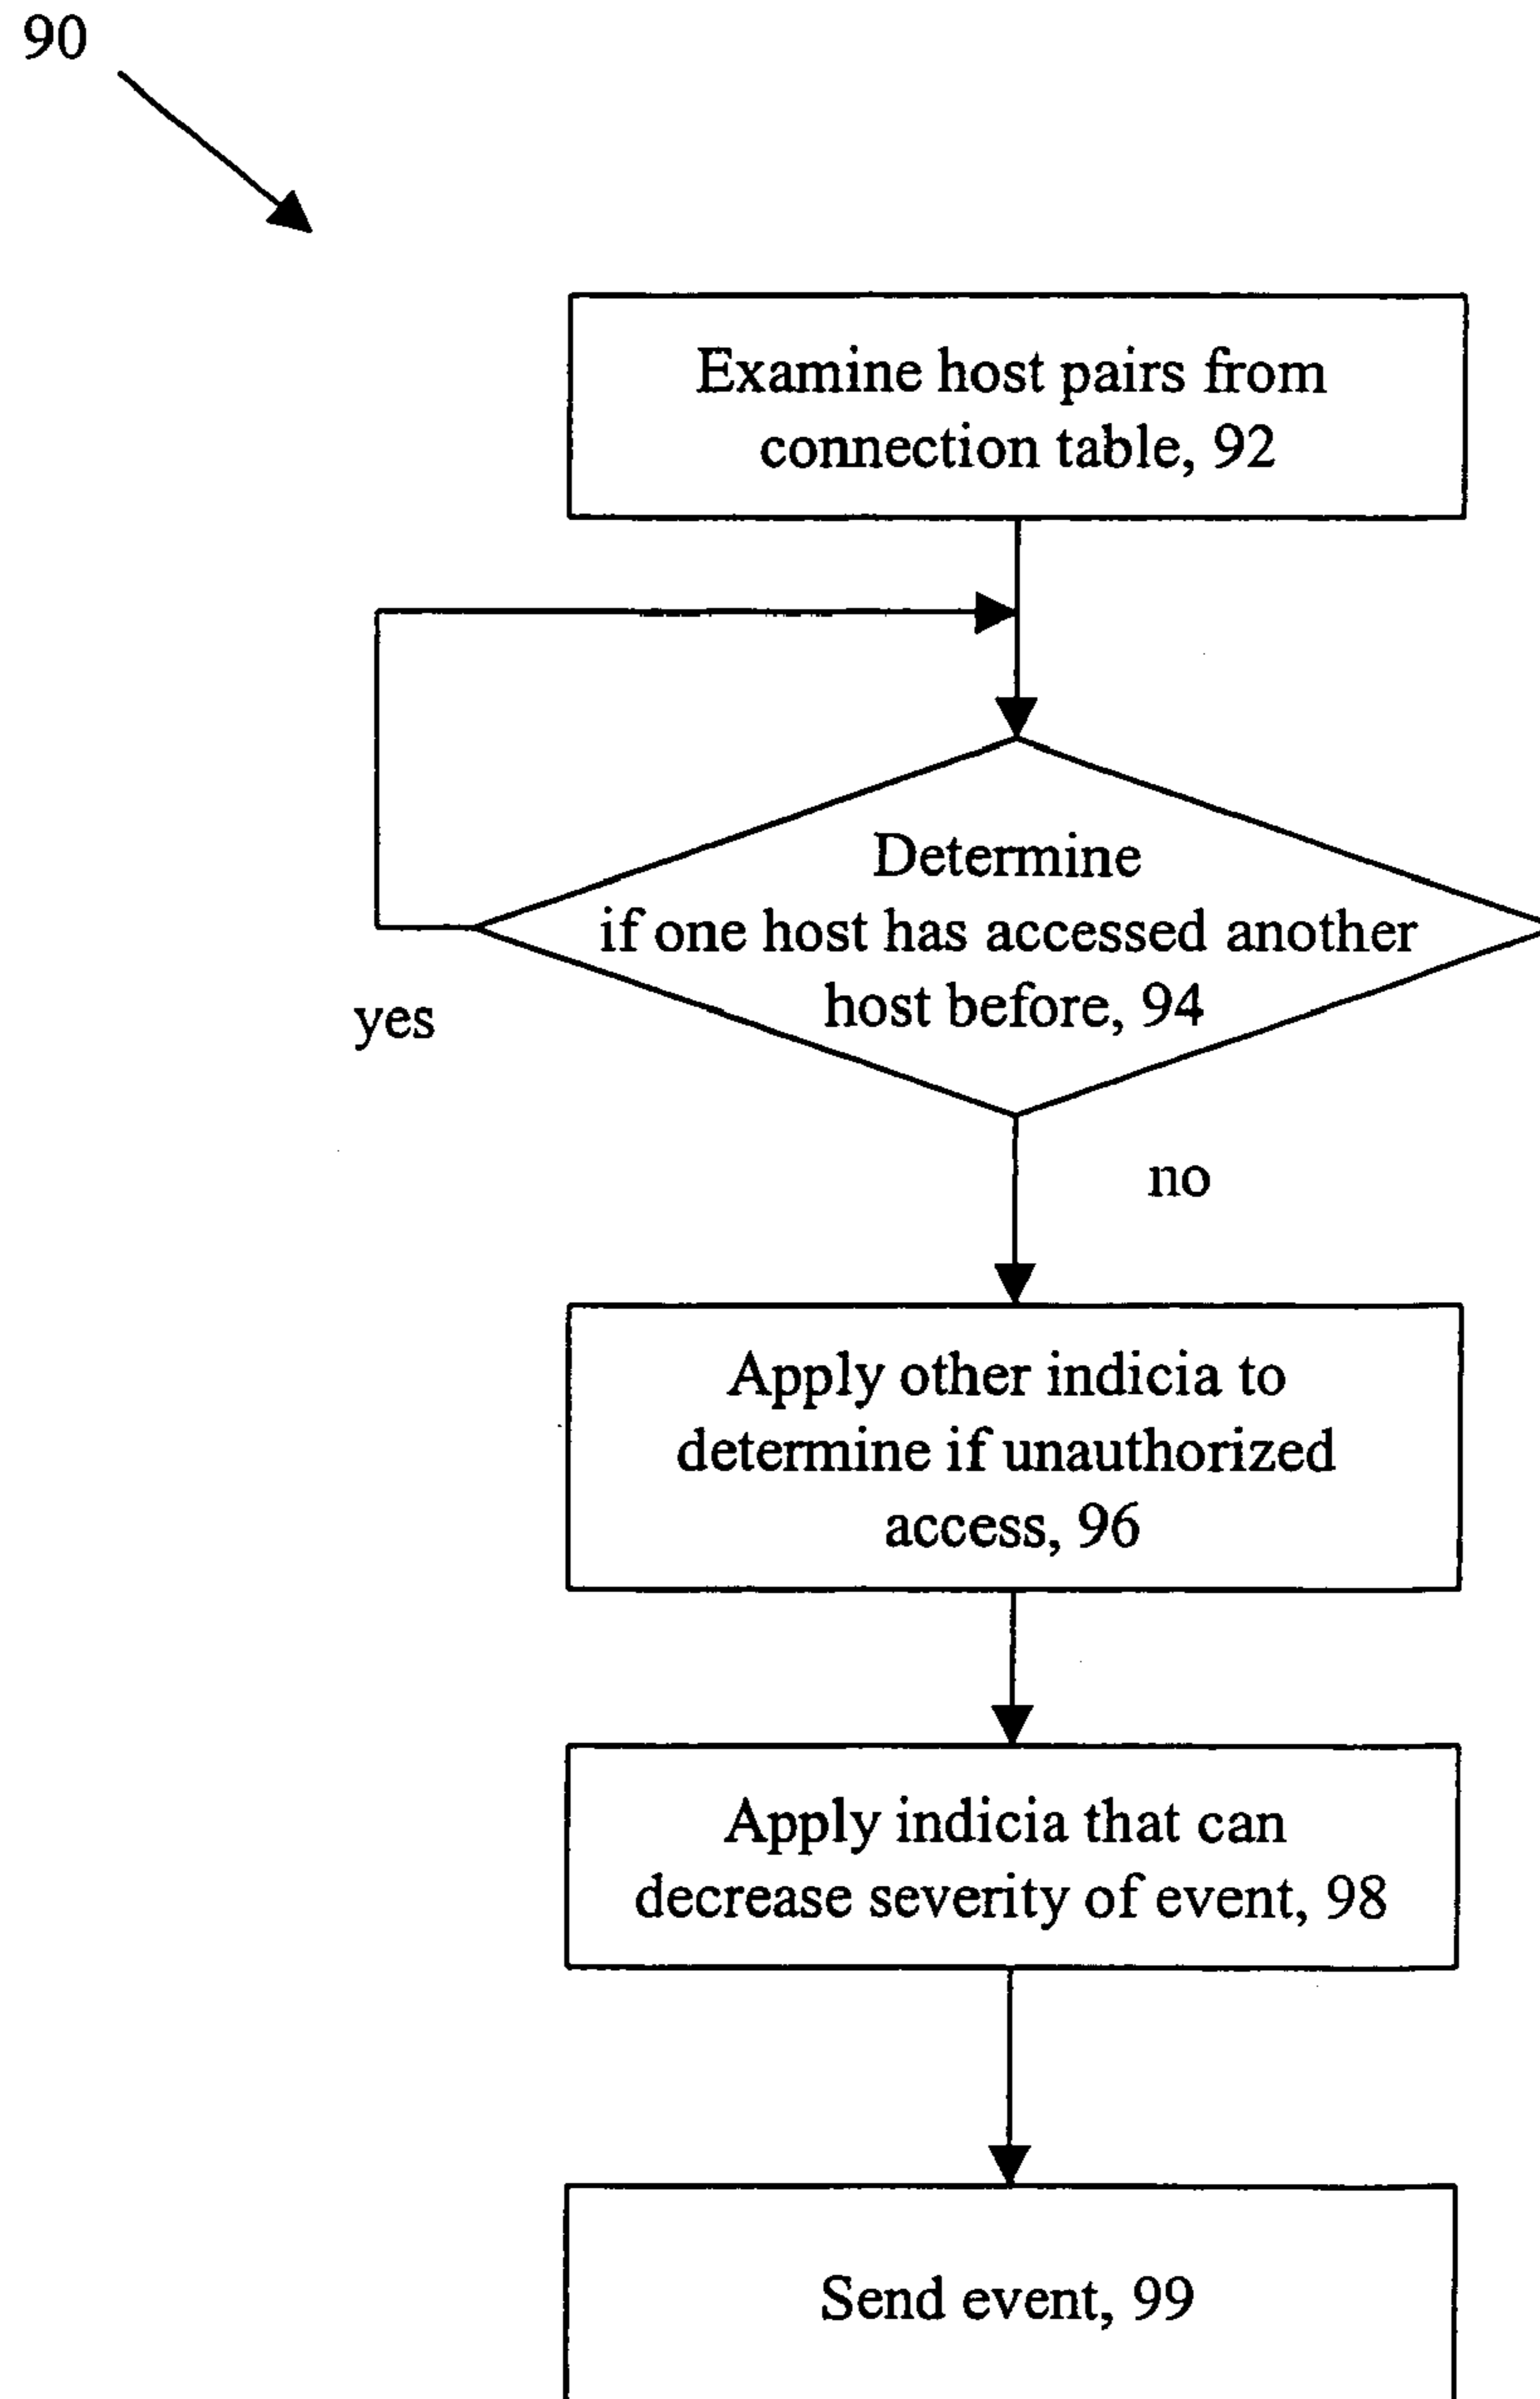 90
Examine host pairs from
connection table, 92
Determine
if one host has accessed another
host before, 94
yes
no
Apply other indicia to
determine if unauthorized
access, 96
Apply indicia that can
decrease severity of event, 98
Send event, 99